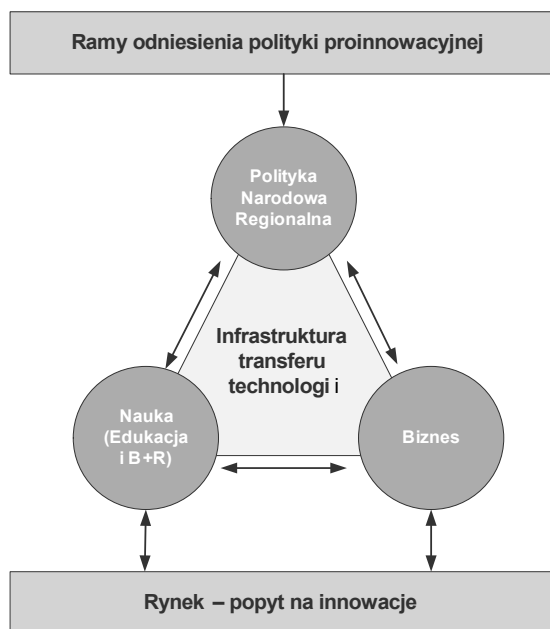 Ramy odniesienia polityki proinnowacyjnej
Polityka
Narodowa
Regionalna
Infrastruktura
transferu
technologi i
Nauka
(Edukacja
i B+R)
Biznes
Rynek – popyt na innowacje